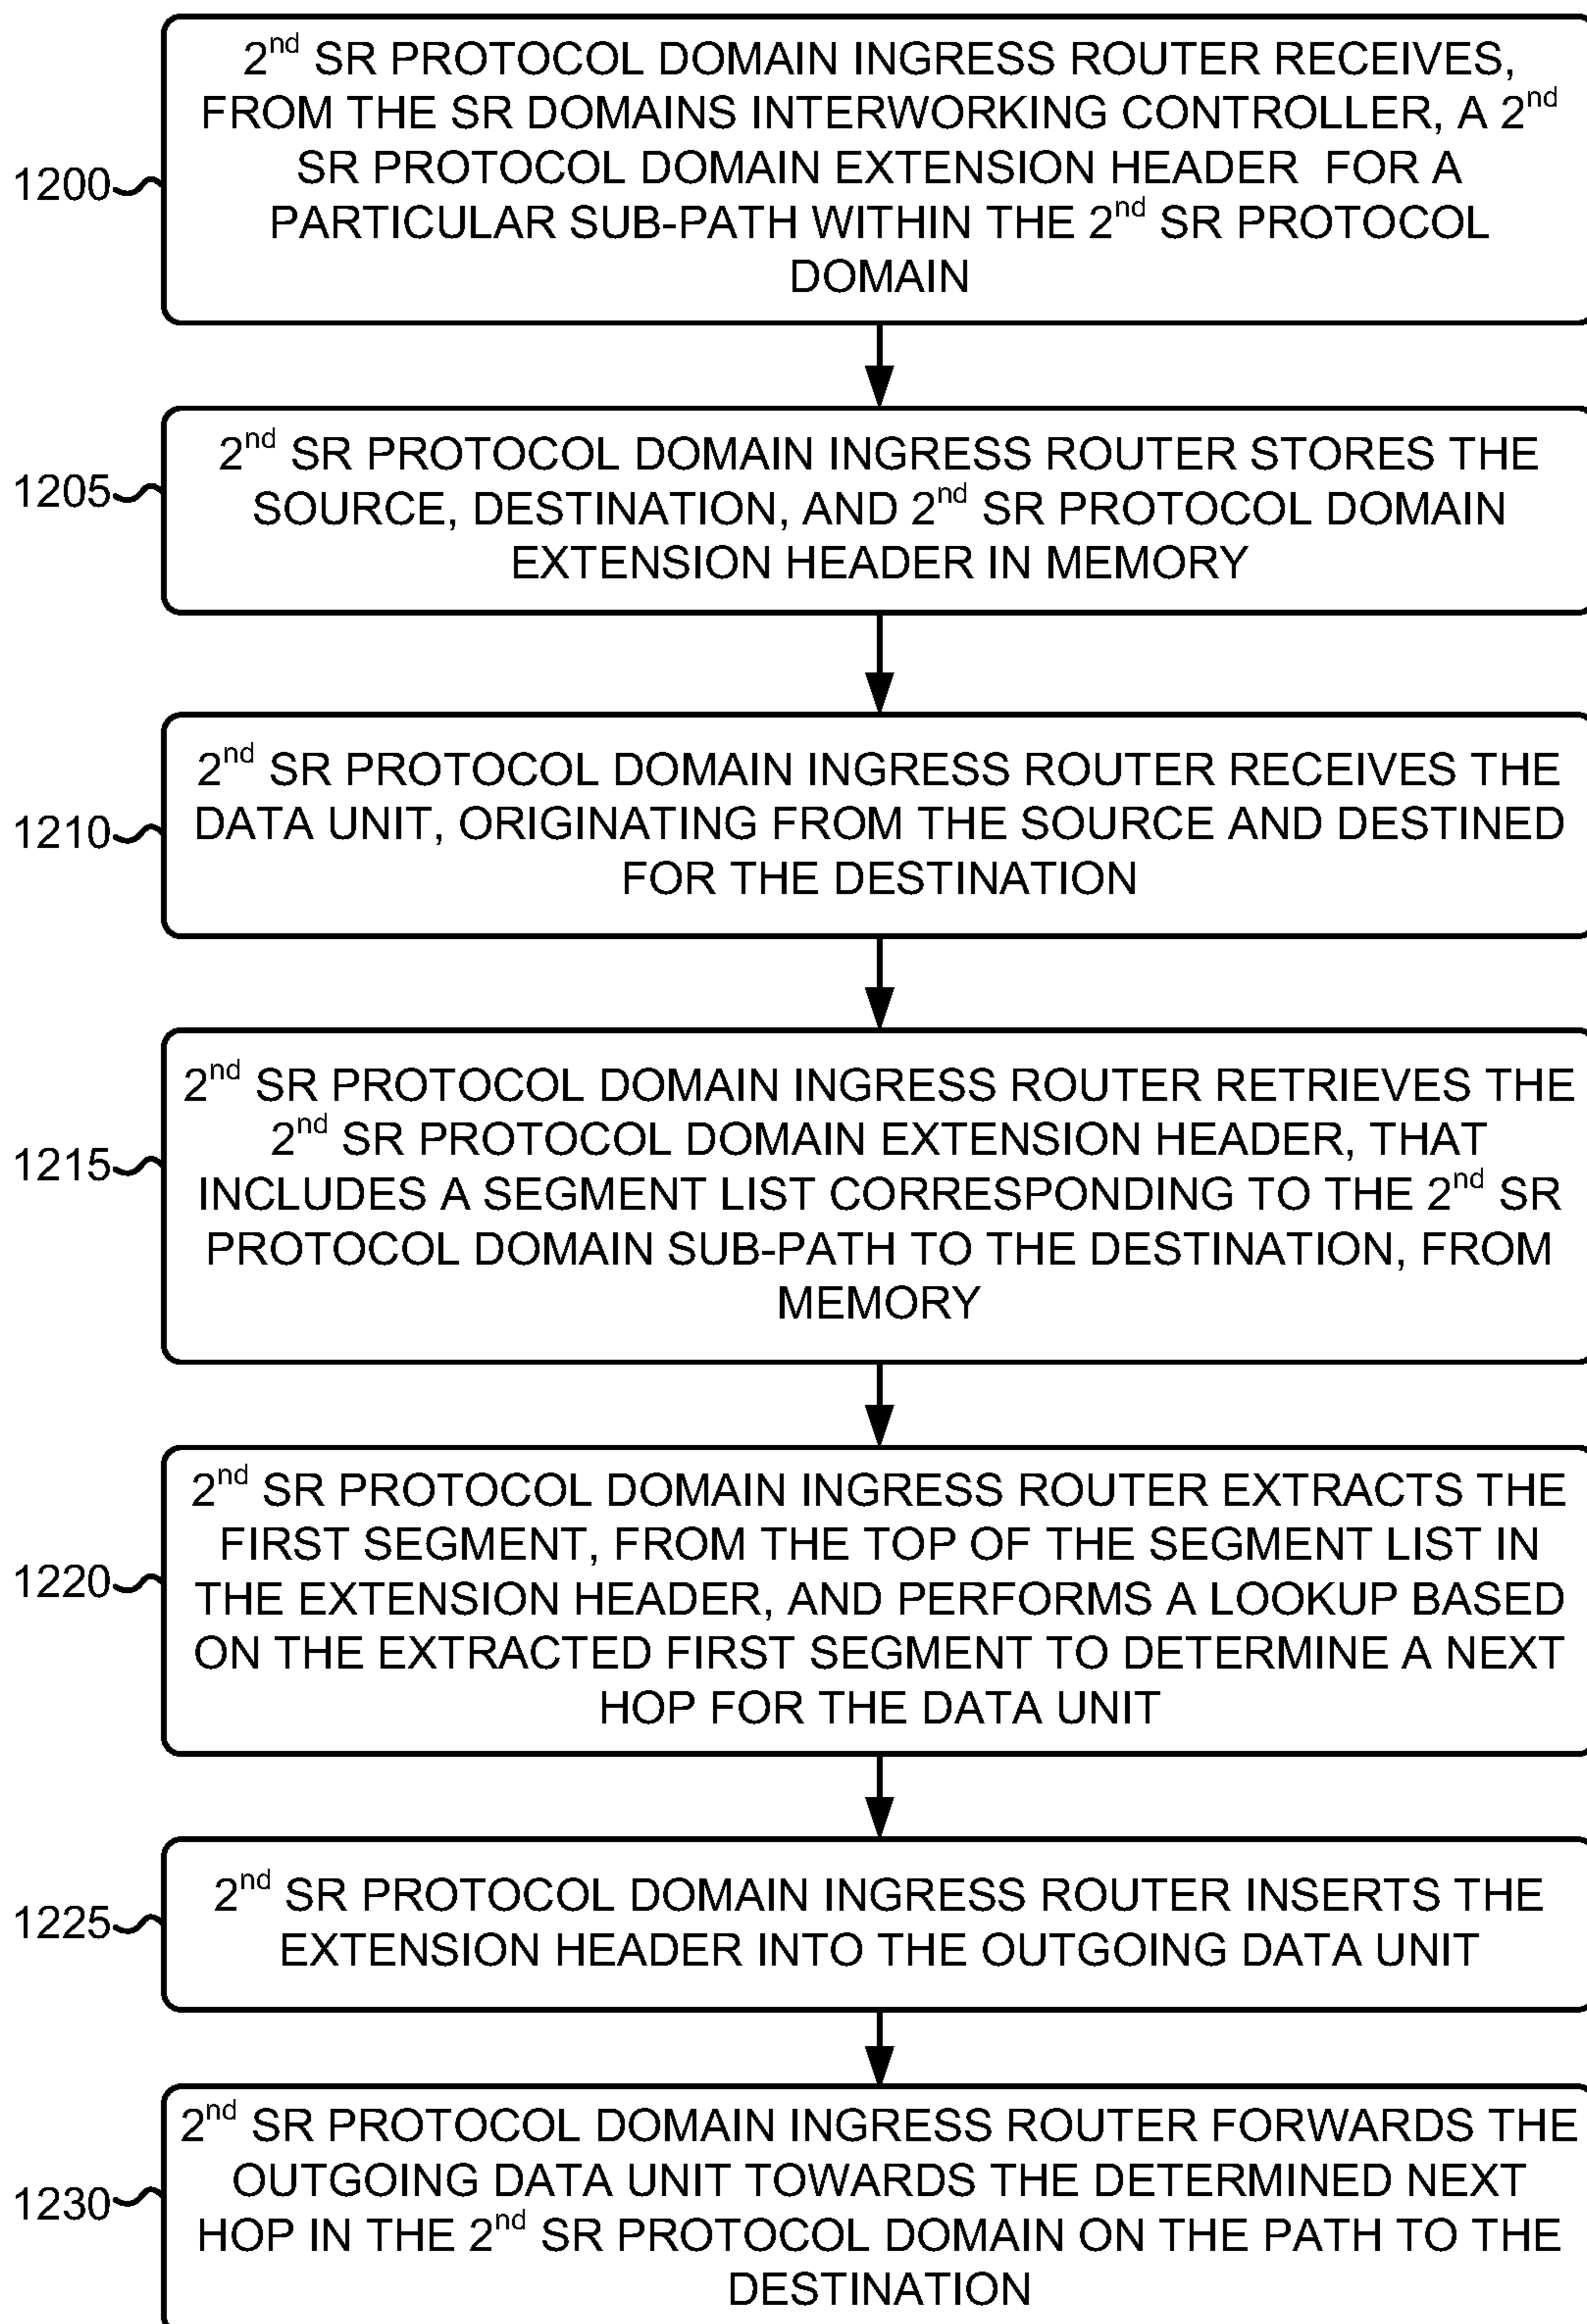 2nd SR PROTOCOL DOMAIN INGRESS ROUTER RECEIVES,
FROM THE SR DOMAINS INTERWORKING CONTROLLER, A 2nd
SR PROTOCOL DOMAIN EXTENSION HEADER FOR A
PARTICULAR SUB-PATH WITHIN THE 2nd SR PROTOCOL
DOMAIN
1200
2nd SR PROTOCOL DOMAIN INGRESS ROUTER STORES THE
SOURCE, DESTINATION, AND 2nd SR PROTOCOL DOMAIN
EXTENSION HEADER IN MEMORY
1205
2nd SR PROTOCOL DOMAIN INGRESS ROUTER RECEIVES THE
DATA UNIT, ORIGINATING FROM THE SOURCE AND DESTINED
FOR THE DESTINATION
1210
2nd SR PROTOCOL DOMAIN INGRESS ROUTER RETRIEVES THE
2nd SR PROTOCOL DOMAIN EXTENSION HEADER, THAT
INCLUDES A SEGMENT LIST CORRESPONDING TO THE 2nd SR
PROTOCOL DOMAIN SUB-PATH TO THE DESTINATION, FROM
MEMORY
1215
2nd SR PROTOCOL DOMAIN INGRESS ROUTER EXTRACTS THE
FIRST SEGMENT, FROM THE TOP OF THE SEGMENT LIST IN
THE EXTENSION HEADER, AND PERFORMS A LOOKUP BASED
ON THE EXTRACTED FIRST SEGMENT TO DETERMINE A NEXT
HOP FOR THE DATA UNIT
1220
2nd SR PROTOCOL DOMAIN INGRESS ROUTER INSERTS THE
EXTENSION HEADER INTO THE OUTGOING DATA UNIT
1225
2nd SR PROTOCOL DOMAIN INGRESS ROUTER FORWARDS THE
OUTGOING DATA UNIT TOWARDS THE DETERMINED NEXT
HOP IN THE 2nd SR PROTOCOL DOMAIN ON THE PATH TO THE
DESTINATION
1230